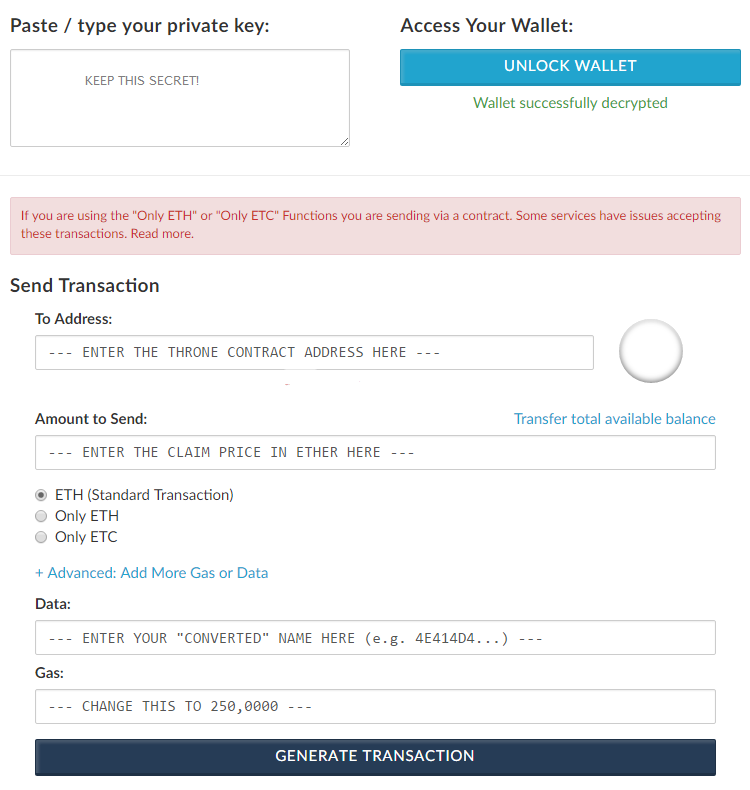 Paste / type your private key:
KEEP THIS SECRET!
Access Your Wallet:
UNLOCK WALLET
Wallet successfully decrypted
If you are using the "Only ETH" or "Only ETC" Functions you are sending via a contract. Some services have issues accepting
these transactions. Read more.
Send Transaction
To Address:
--- ENTER THE THRONE CONTRACT ADDRESS HERE ---
Amount to Send:
Transfer total available balance
--- ENTER THE CLAIM PRICE IN ETHER HERE ---
ETH (Standard Transaction)
Only ETH
Only ETC
+ Advanced: Add More Gas or Data
Data:
--- ENTER YOUR "CONVERTED" NAME HERE (e.g. 4E414D4...) ---
Gas:
--- CHANGE THIS TO 250,0000 ---
GENERATE TRANSACTION